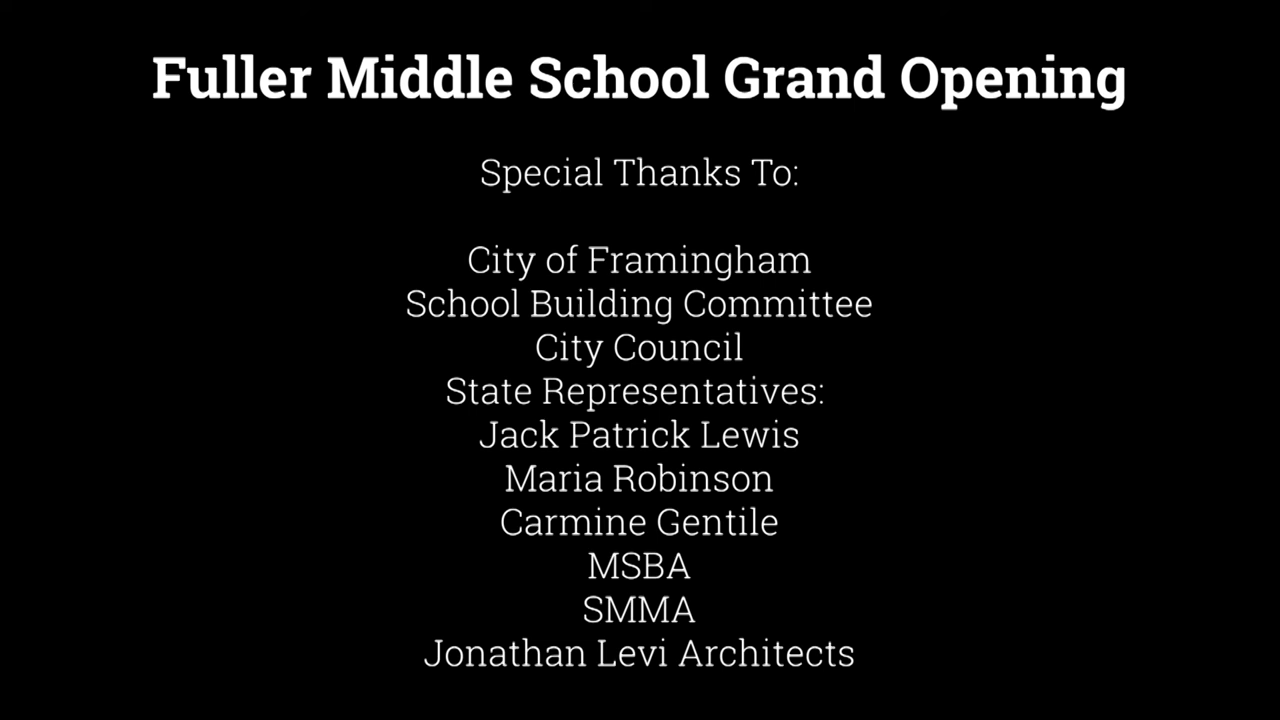 Fuller Middle School Grand Opening
Special Thanks To:
City of Framingham
School Building Committee
City Council
State Representatives:
Jack Patrick Lewis
Maria Robinson
Carmine Gentile
MSBA
SMMA
Jonathan Levi Architects